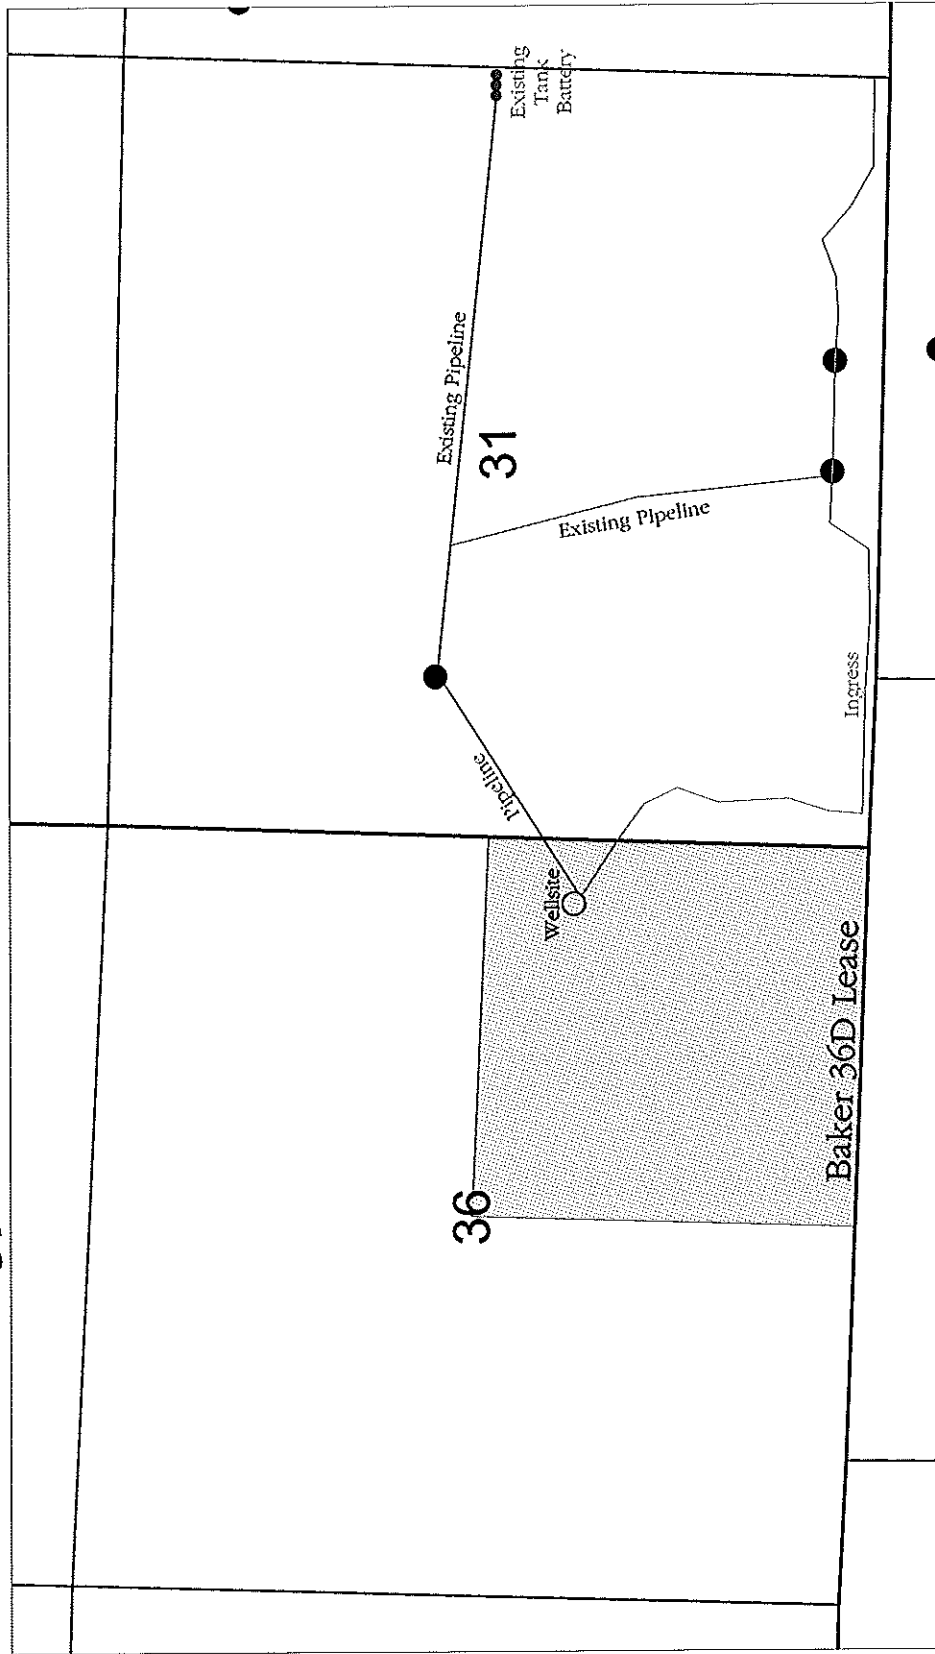 Existing
Tank
Battery
Existing Pipeline
31
Existing Pipeline
Ingress
Pipeline
Wellsite
36
Baker 36D Lease